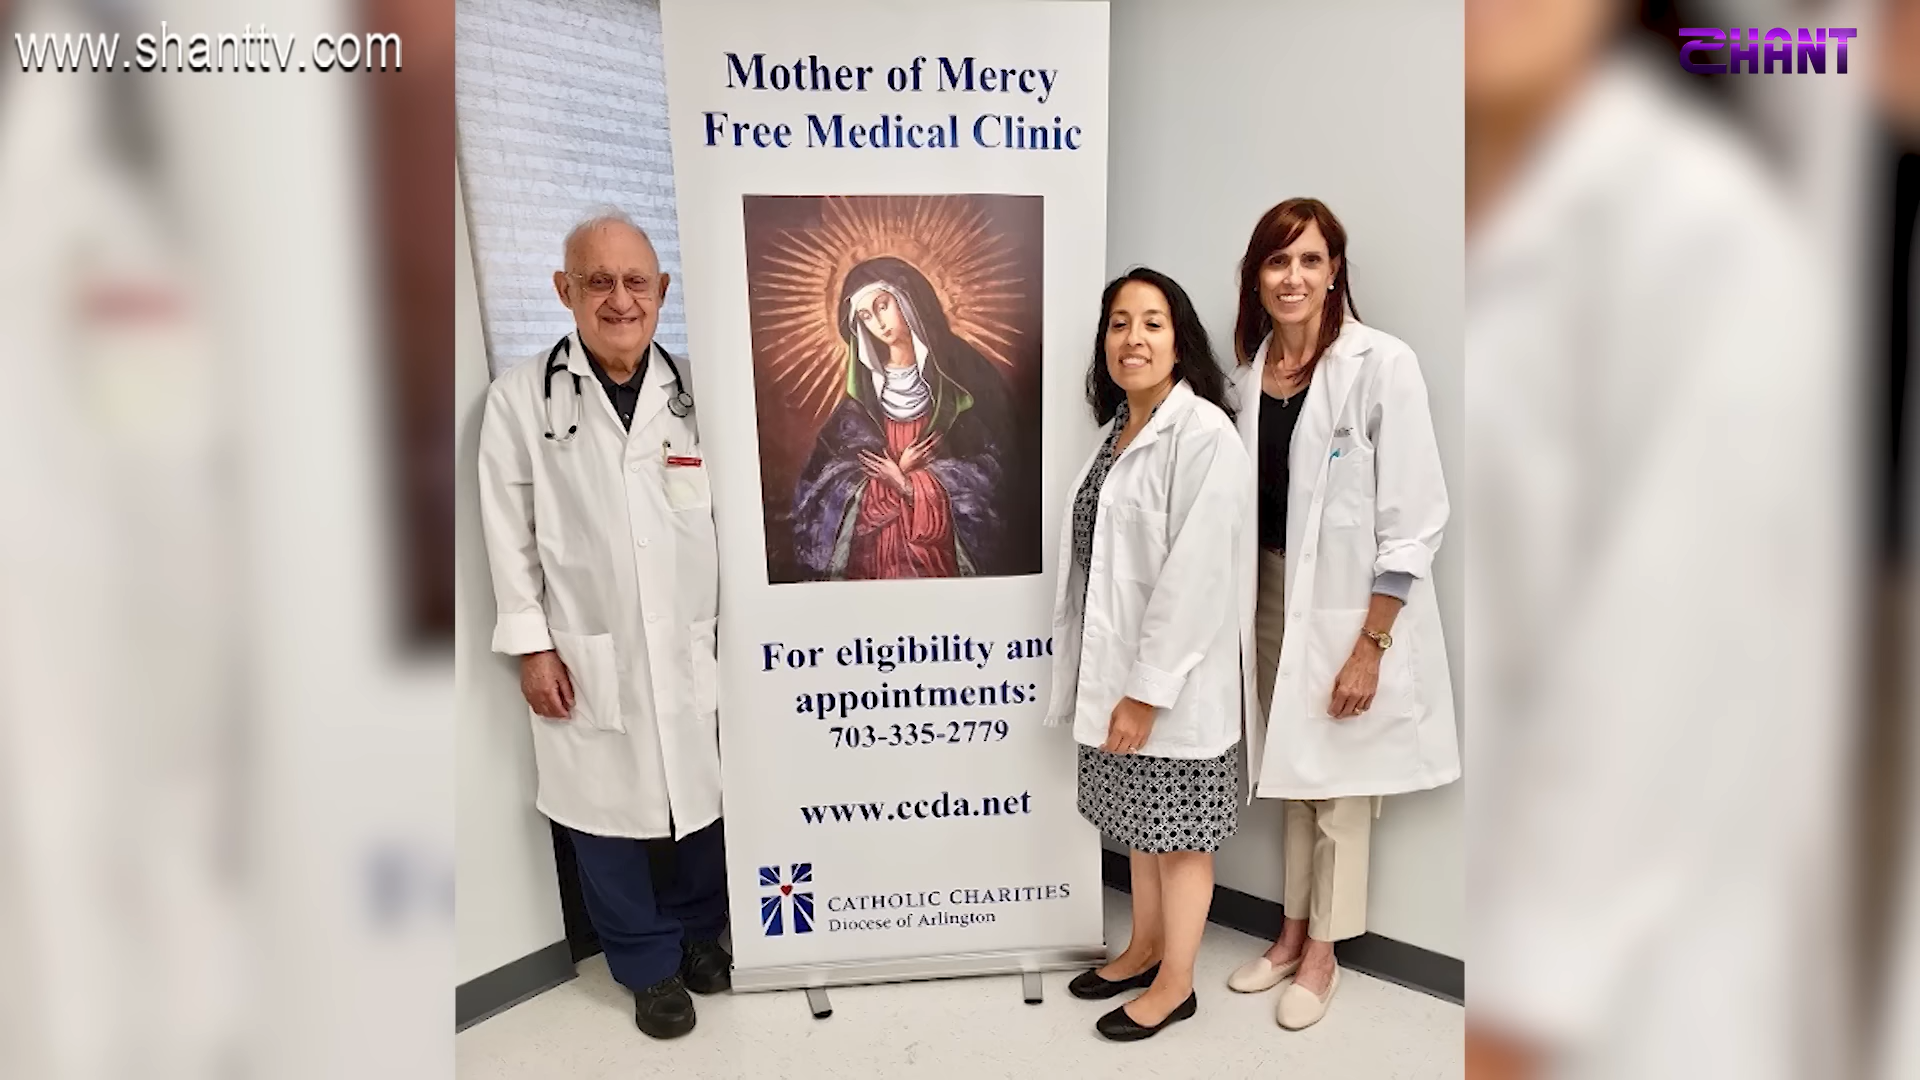 www.shanttv.com
SHANT
Mother of Mercy
Free Medical Clinic
For eligibility and
appointments:
703-335-2779
www.ccda.net
CATHOLIC CHARITIES
Diocese of Arlington